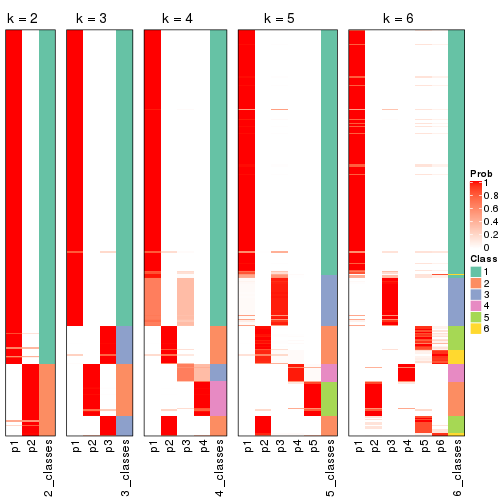 k = 2
k = 3
k = 4
k = 5
k = 6
p1
p2
2_classes
p1
p2
p3
3_classes
p1
p2
p3
p4
4_classes
p1
p2
p3
p4
p5
5_classes
p1
p2
p3
p4
p5
p6
6_classes
Prob
1
0.8
0.6
0.4
0.2
0
Class
1
2
3
4
5
6